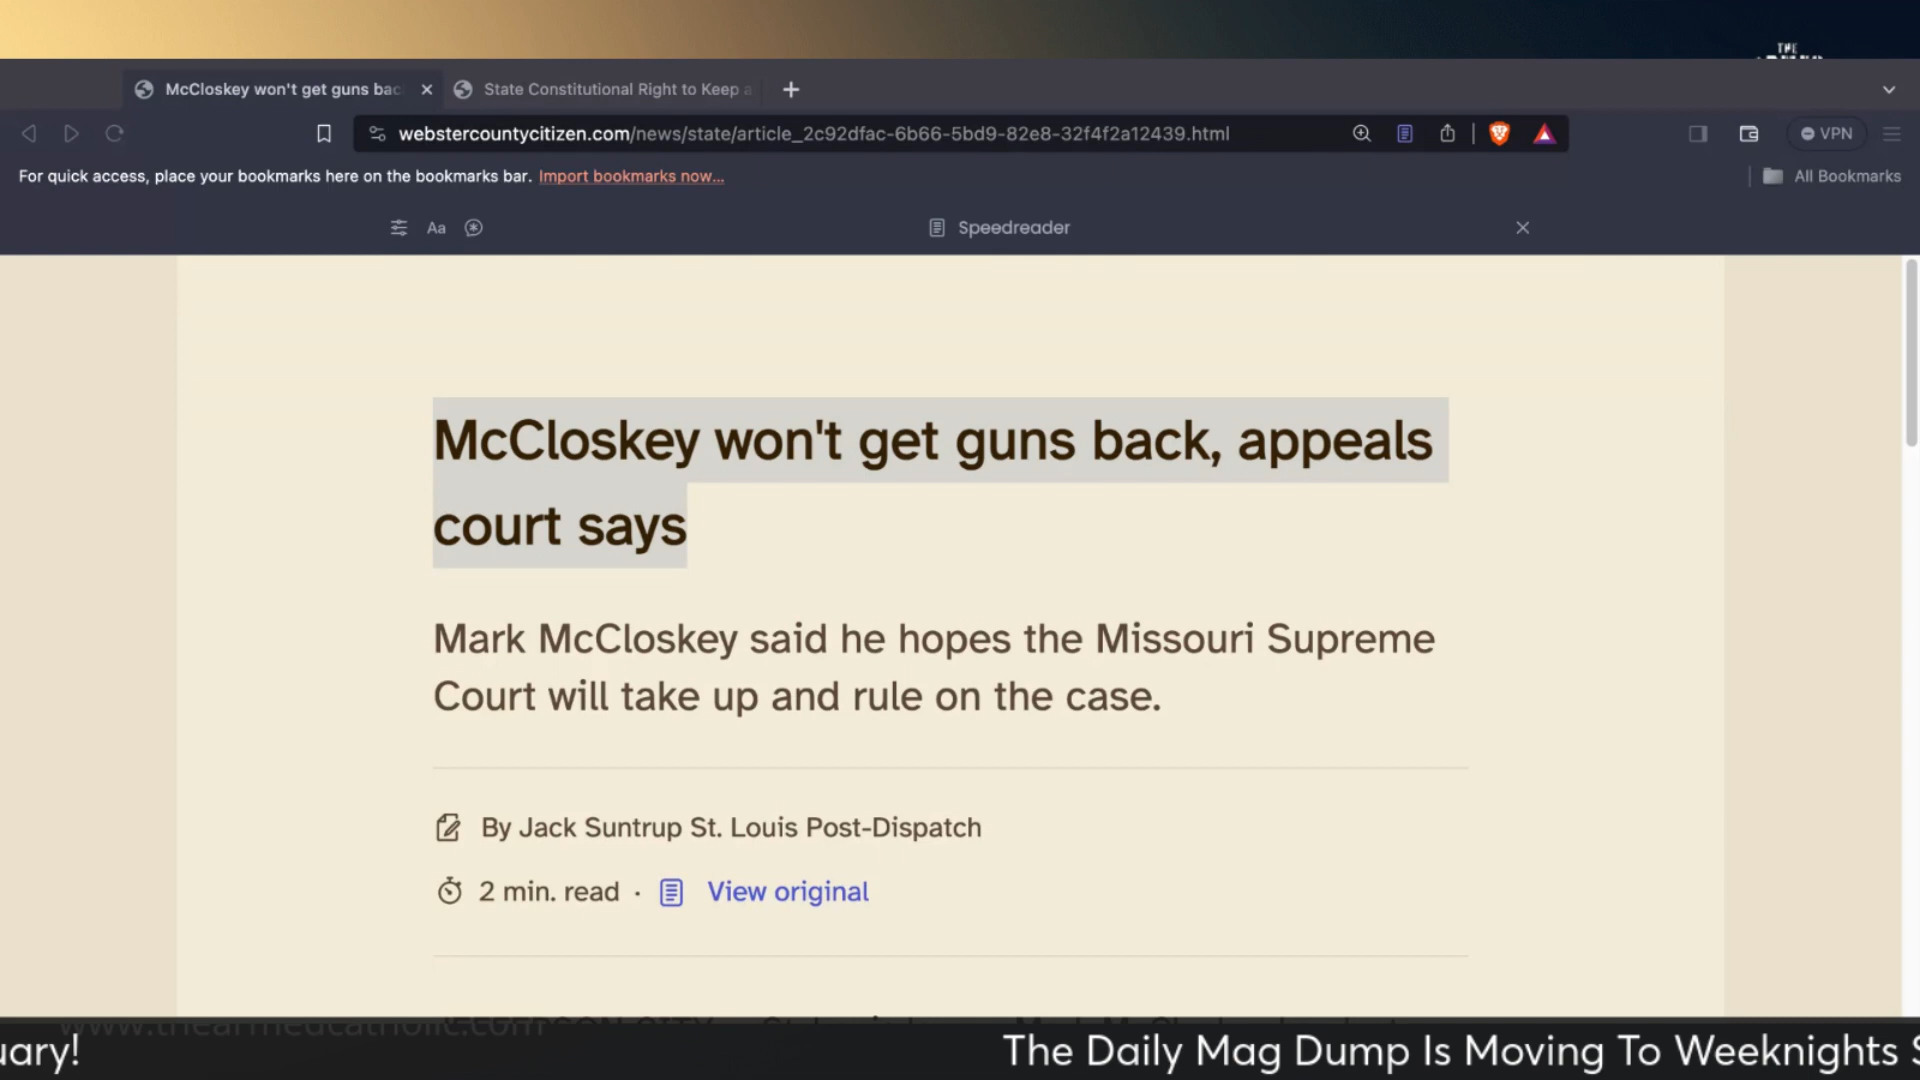 THE
McCloskey won't get guns bac
State Constitutional Right to Keep a
webstercountycitizen.com/news/state/article_2c92dfac-6b66-5bd9-82e8-32f4f2a12439.html
VPN
For quick access, place your bookmarks here on the bookmarks bar. Import bookmarks now...
All Bookmarks
Aa
Speedreader
McCloskey won't get guns back, appeals
court says
Mark McCloskey said he hopes the Missouri Supreme
Court will take up and rule on the case.
By Jack Suntrup St. Louis Post-Dispatch
2 min. read · View original
www.thearmedcatholic.com
uary!
The Daily Mag Dump Is Moving To Weeknights S